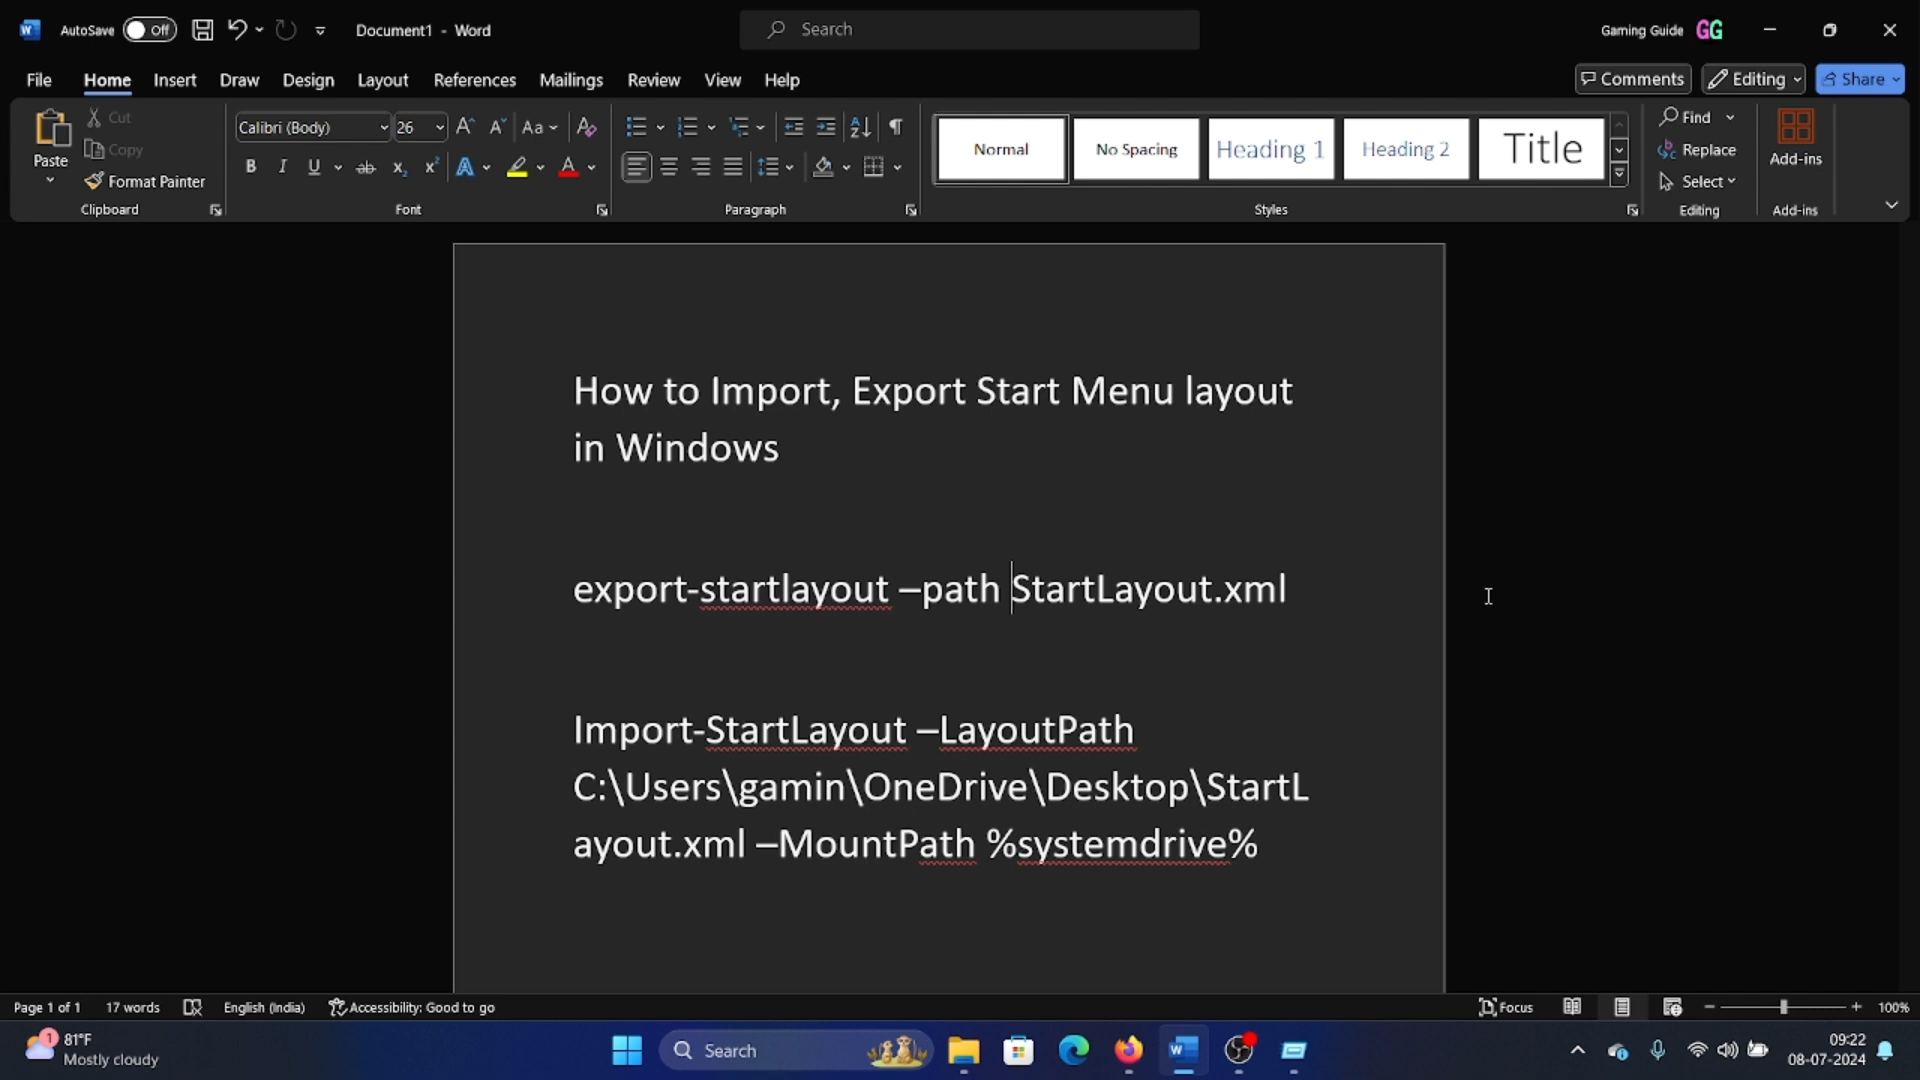 AutoSave Off Document1 - Word Search Gaming Guide GG
File Home Insert Draw Design Layout References Mailings Review View Help Comments Editing Share
Paste Cut Copy Format Painter
Calibri (Body) 26 Aa
B I U ab x₂ x² A A
Normal No Spacing Heading 1 Heading 2 Title
Find Replace Select Add-ins
Clipboard Font Paragraph Styles Editing Add-ins
How to Import, Export Start Menu layout
in Windows
export-startlayout –path StartLayout.xml
Import-StartLayout –LayoutPath
C:\Users\gamin\OneDrive\Desktop\StartL
ayout.xml –MountPath %systemdrive%
Page 1 of 1 17 words English (India) Accessibility: Good to go Focus 100%
1 81°F
Mostly cloudy
Search
09:22
08-07-2024